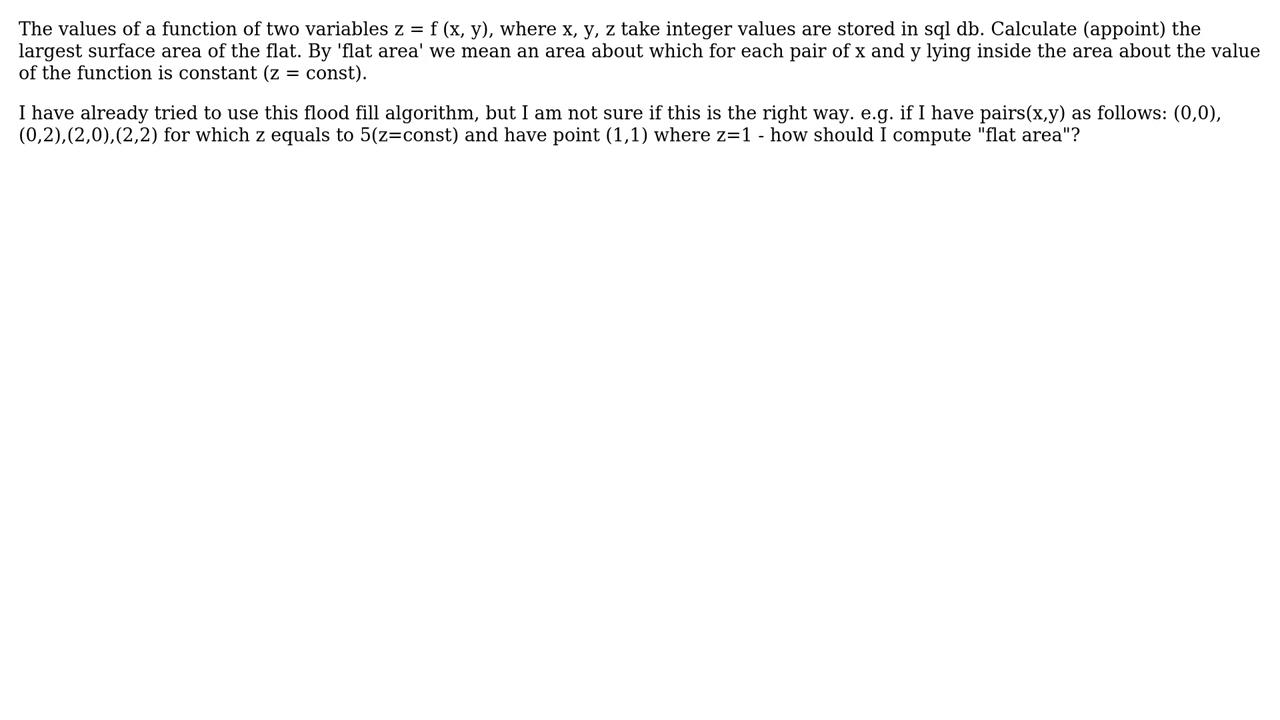 The values of a function of two variables z = f (x, y), where x, y, z take integer values are stored in sql db. Calculate (appoint) the
largest surface area of the flat. By 'flat area' we mean an area about which for each pair of x and y lying inside the area about the value
of the function is constant (z = const).
I have already tried to use this flood fill algorithm, but I am not sure if this is the right way. e.g. if I have pairs(x,y) as follows: (0,0),
(0,2),(2,0),(2,2) for which z equals to 5(z=const) and have point (1,1) where z=1 - how should I compute "flat area"?